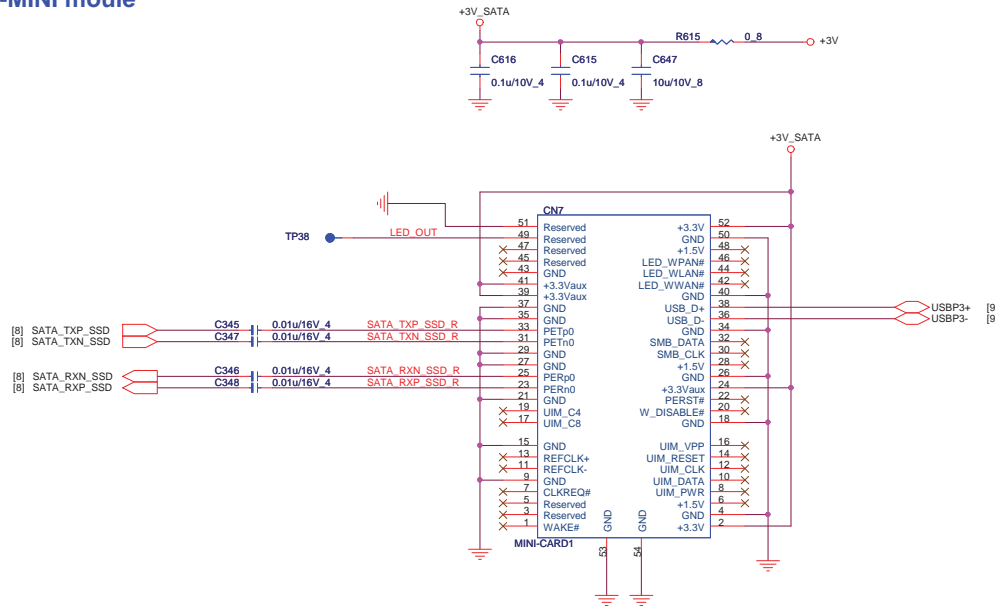 -MINI moule
+3V_SATA
R615 0_8 +3V
C616 C615 C647
0.1u/10V_4 0.1u/10V_4 10u/10V_8
+3V_SATA
CN7
51 Reserved +3.3V 52
TP38 LED_OUT 49 Reserved GND 50
47 Reserved +1.5V 48
45 Reserved LED_WPAN# 46
43 GND LED_WLAN# 44
41 +3.3Vaux LED_WWAN# 42
39 +3.3Vaux GND 40
37 GND USB_D+ 38 USBP3+ [9
35 GND USB_D- 36 USBP3- [9
[8] SATA_TXP_SSD C345 0.01u/16V_4 SATA_TXP_SSD_R 33 PETp0 GND 34
[8] SATA_TXN_SSD C347 0.01u/16V_4 SATA_TXN_SSD_R 31 PETn0 SMB_DATA 32
29 GND SMB_CLK 30
27 GND +1.5V 28
[8] SATA_RXN_SSD C346 0.01u/16V_4 SATA_RXN_SSD_R 25 PERp0 GND 26
[8] SATA_RXP_SSD C348 0.01u/16V_4 SATA_RXP_SSD_R 23 PERn0 +3.3Vaux 24
21 GND PERST# 22
19 UIM_C4 W_DISABLE# 20
17 UIM_C8 GND 18
15 GND UIM_VPP 16
13 REFCLK+ UIM_RESET 14
11 REFCLK- UIM_CLK 12
9 GND UIM_DATA 10
7 CLKREQ# UIM_PWR 8
5 Reserved +1.5V 6
3 Reserved GND 4
1 WAKE# GND GND +3.3V 2
MINI-CARD1
53 54